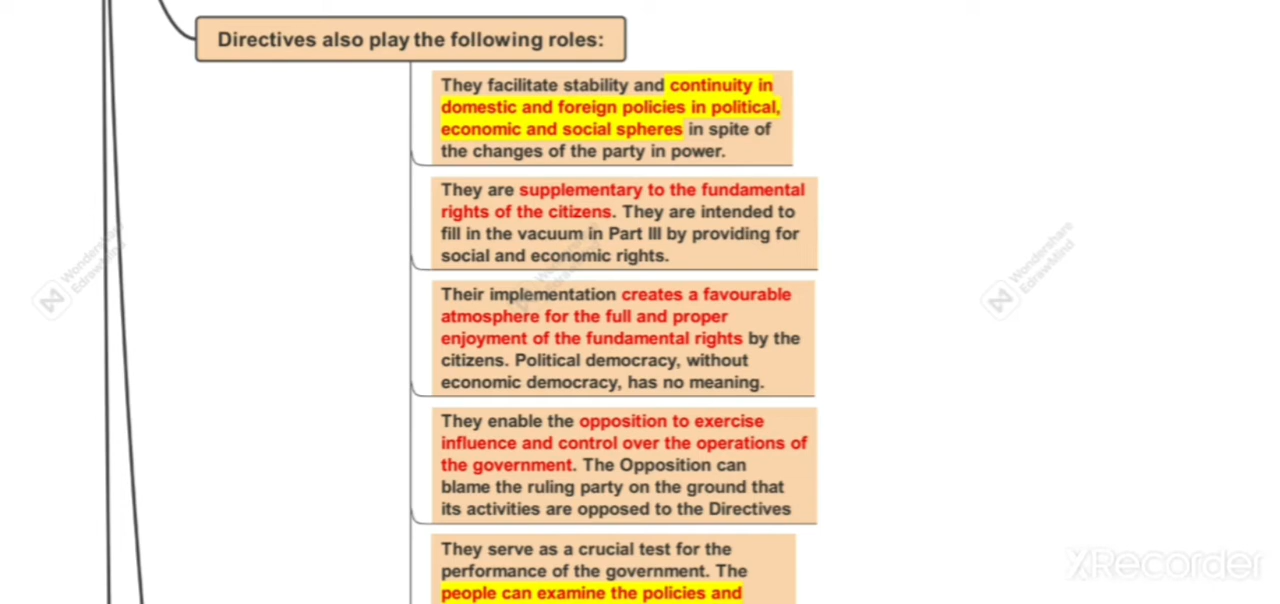 Directives also play the following roles:
They facilitate stability and continuity in
domestic and foreign policies in political,
economic and social spheres in spite of
the changes of the party in power.
They are supplementary to the fundamental
rights of the citizens. They are intended to
fill in the vacuum in Part III by providing for
social and economic rights.
Their implementation creates a favourable
atmosphere for the full and proper
enjoyment of the fundamental rights by the
citizens. Political democracy, without
economic democracy, has no meaning.
They enable the opposition to exercise
influence and control over the operations of
the government. The Opposition can
blame the ruling party on the ground that
its activities are opposed to the Directives
They serve as a crucial test for the
performance of the government. The
people can examine the policies and
Wondershare
EdrawMind
Wondershare
EdrawMind
Wondershare
EdrawMind
XRecorder